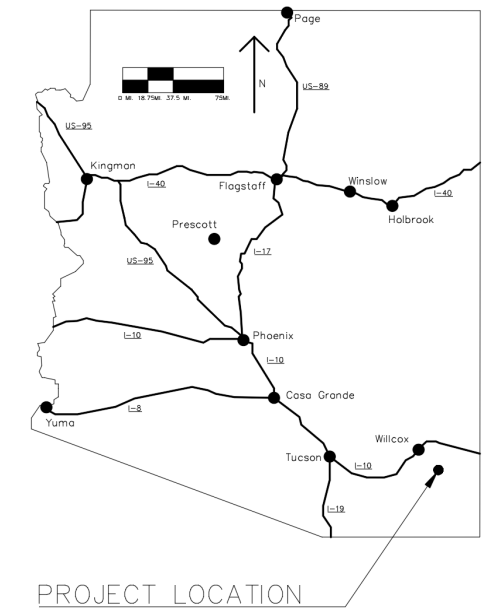 Page
N
0 MI. 18.75MI. 37.5 MI. 75MI.
US-89
US-95
Kingman
I-40
Flagstaff
Winslow
I-40
Holbrook
Prescott
I-17
US-95
I-10
Phoenix
I-10
Casa Grande
I-8
Yuma
Willcox
Tucson
I-10
I-19
PROJECT LOCATION